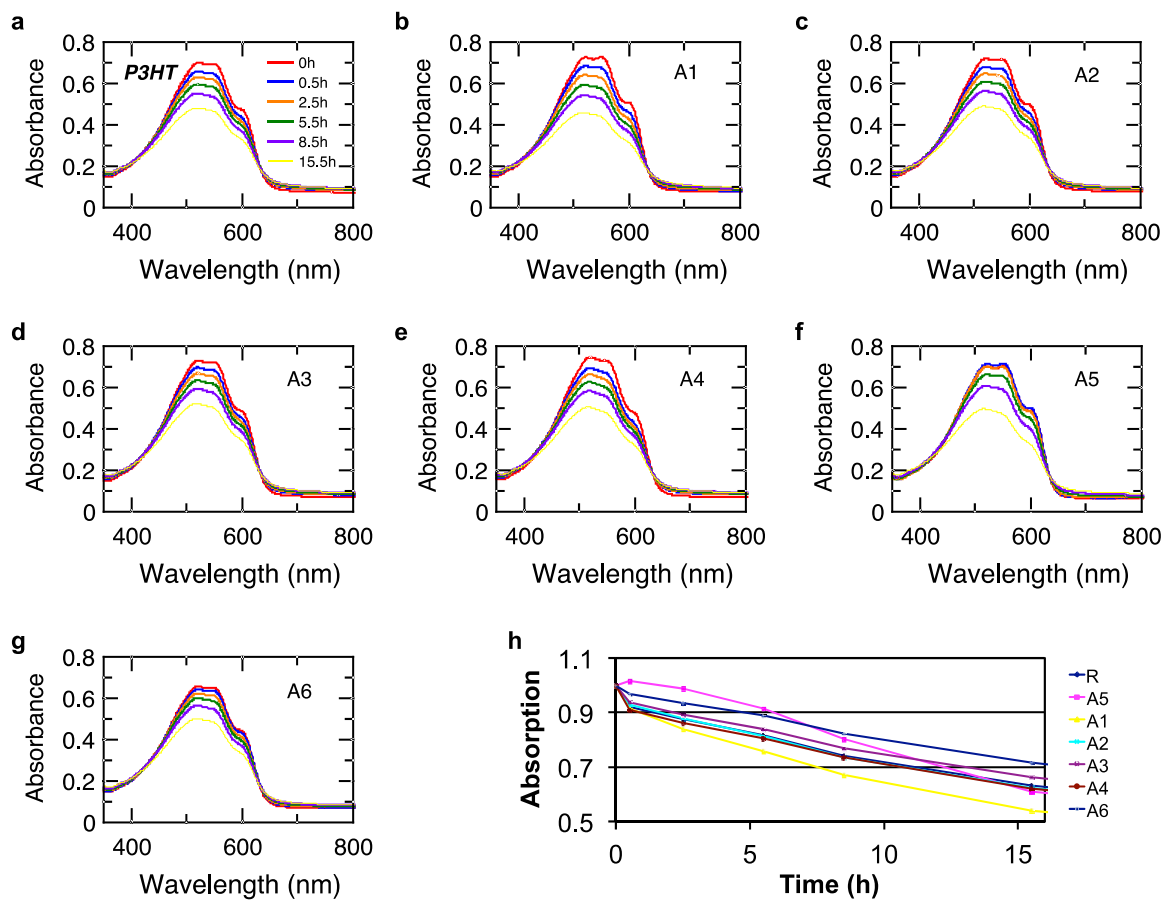 a
0.8
0.6
0.4
0.2
0
Absorbance
P3HT
0h
0.5h
2.5h
5.5h
8.5h
15.5h
400
600
800
Wavelength (nm)
b
0.8
0.6
0.4
0.2
0
Absorbance
A1
400
600
800
Wavelength (nm)
c
0.8
0.6
0.4
0.2
0
Absorbance
A2
400
600
800
Wavelength (nm)
d
0.8
0.6
0.4
0.2
0
Absorbance
A3
400
600
800
Wavelength (nm)
e
0.8
0.6
0.4
0.2
0
Absorbance
A4
400
600
800
Wavelength (nm)
f
0.8
0.6
0.4
0.2
0
Absorbance
A5
400
600
800
Wavelength (nm)
g
0.8
0.6
0.4
0.2
0
Absorbance
A6
400
600
800
Wavelength (nm)
h
1.1
0.9
0.7
0.5
Absorption
0
5
10
15
Time (h)
R
A5
A1
A2
A3
A4
A6